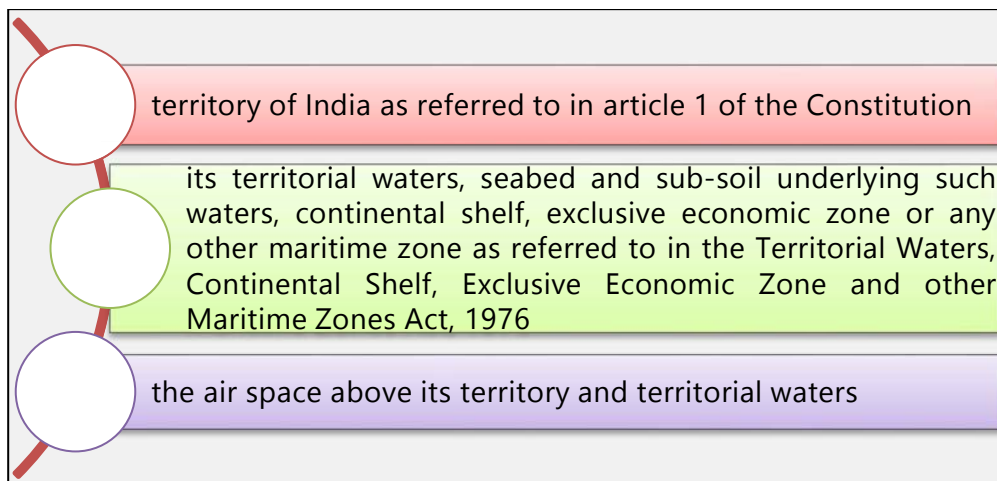 territory of India as referred to in article 1 of the Constitution
its territorial waters, seabed and sub-soil underlying such
waters, continental shelf, exclusive economic zone or any
other maritime zone as referred to in the Territorial Waters,
Continental Shelf, Exclusive Economic Zone and other
Maritime Zones Act, 1976
the air space above its territory and territorial waters